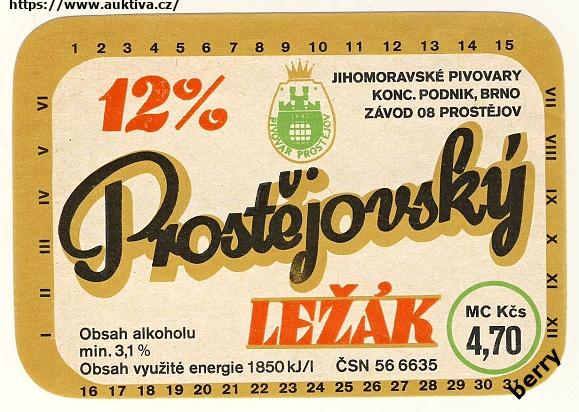 https://www.auktiva.cz/
1 2 3 4 5 6 7 8 9 10 11 12 13 14 15
12%
PIVOVAR PROSTĚJOV
JIHOMORAVSKÉ PIVOVARY
KONC. PODNIK, BRNO
ZÁVOD 08 PROSTĚJOV
I II III IV V VI
VII VIII IX X XI XII
Prostějovský
LEŽÁK
MC Kčs
4,70
Obsah alkoholu
min. 3,1 %
Obsah využité energie 1850 kJ/l ČSN 56 6635
16 17 18 19 20 21 22 23 24 25 26 27 28 29 30 31
berry